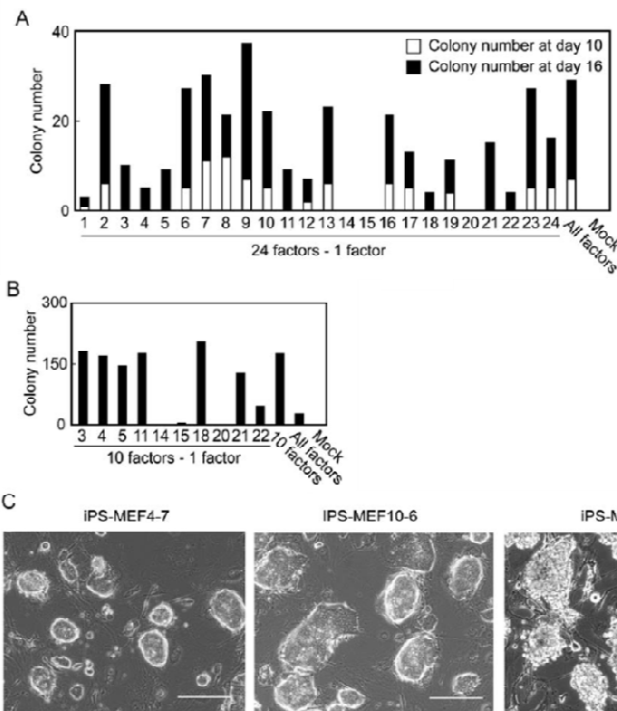 A
40
20
0
Colony number
Colony number at day 10
Colony number at day 16
1 2 3 4 5 6 7 8 9 10 11 12 13 14 15 16 17 18 19 20 21 22 23 24 All factors Mock
24 factors - 1 factor
B
300
150
0
Colony number
3 4 5 11 14 15 18 20 21 22 10 factors All factors Mock
10 factors - 1 factor
C
iPS-MEF4-7 iPS-MEF10-6 iPS-M